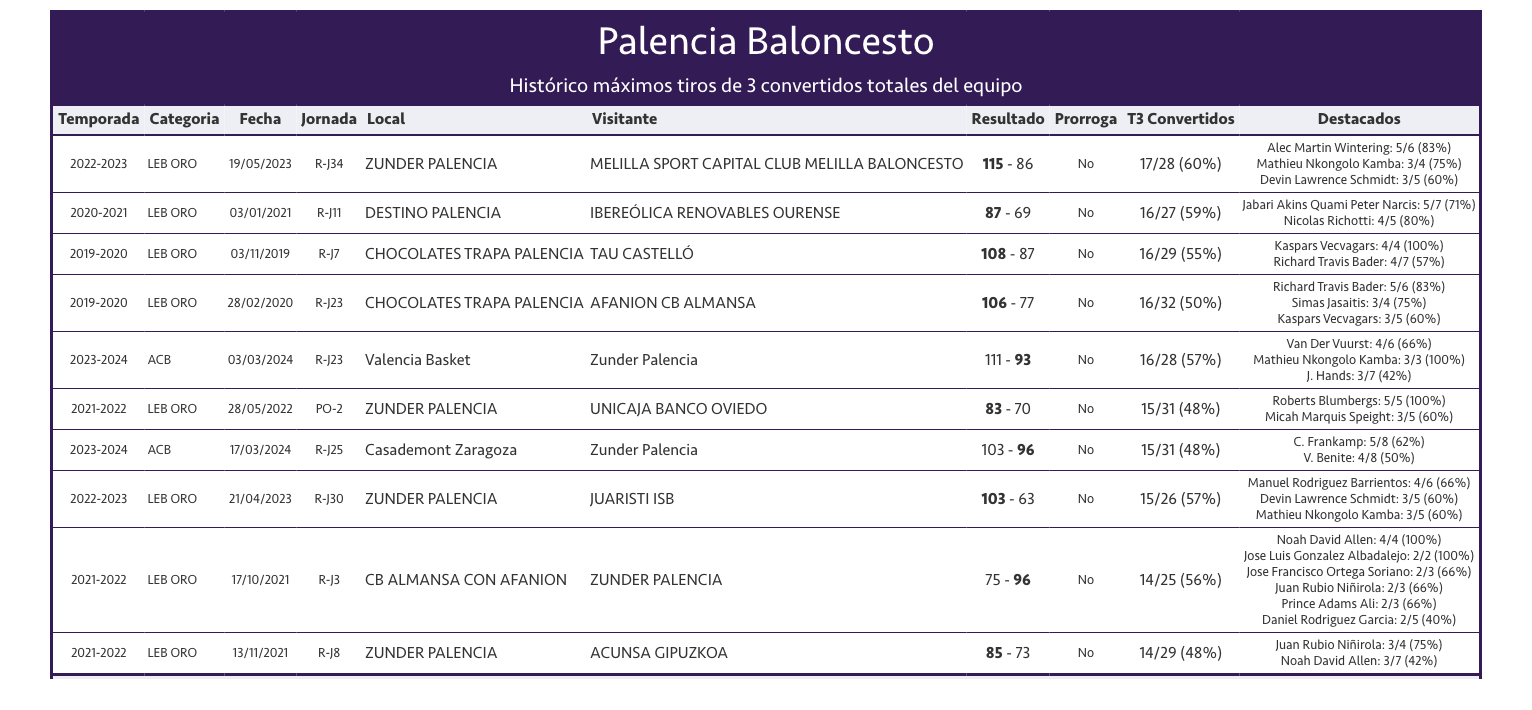 Palencia Baloncesto
Histórico máximos tiros de 3 convertidos totales del equipo
Temporada Categoria Fecha Jornada Local Visitante Resultado Prorroga T3 Convertidos Destacados
2022-2023 LEB ORO 19/05/2023 R-J34 ZUNDER PALENCIA MELILLA SPORT CAPITAL CLUB MELILLA BALONCESTO 115 - 86 No 17/28 (60%) Alec Martin Wintering: 5/6 (83%)
Mathieu Nkongolo Kamba: 3/4 (75%)
Devin Lawrence Schmidt: 3/5 (60%)
2020-2021 LEB ORO 03/01/2021 R-J11 DESTINO PALENCIA IBEREÓLICA RENOVABLES OURENSE 87 - 69 No 16/27 (59%) Jabari Akins Quami Peter Narcis: 5/7 (71%)
Nicolas Richotti: 4/5 (80%)
2019-2020 LEB ORO 03/11/2019 R-J7 CHOCOLATES TRAPA PALENCIA TAU CASTELLÓ 108 - 87 No 16/29 (55%) Kaspars Vecvagars: 4/4 (100%)
Richard Travis Bader: 4/7 (57%)
2019-2020 LEB ORO 28/02/2020 R-J23 CHOCOLATES TRAPA PALENCIA AFANION CB ALMANSA 106 - 77 No 16/32 (50%) Richard Travis Bader: 5/6 (83%)
Simas Jasaitis: 3/4 (75%)
Kaspars Vecvagars: 3/5 (60%)
2023-2024 ACB 03/03/2024 R-J23 Valencia Basket Zunder Palencia 111 - 93 No 16/28 (57%) Van Der Vuurst: 4/6 (66%)
Mathieu Nkongolo Kamba: 3/3 (100%)
J. Hands: 3/7 (42%)
2021-2022 LEB ORO 28/05/2022 PO-2 ZUNDER PALENCIA UNICAJA BANCO OVIEDO 83 - 70 No 15/31 (48%) Roberts Blumbergs: 5/5 (100%)
Micah Marquis Speight: 3/5 (60%)
2023-2024 ACB 17/03/2024 R-J25 Casademont Zaragoza Zunder Palencia 103 - 96 No 15/31 (48%) C. Frankamp: 5/8 (62%)
V. Benite: 4/8 (50%)
2022-2023 LEB ORO 21/04/2023 R-J30 ZUNDER PALENCIA JUARISTI ISB 103 - 63 No 15/26 (57%) Manuel Rodriguez Barrientos: 4/6 (66%)
Devin Lawrence Schmidt: 3/5 (60%)
Mathieu Nkongolo Kamba: 3/5 (60%)
2021-2022 LEB ORO 17/10/2021 R-J3 CB ALMANSA CON AFANION ZUNDER PALENCIA 75 - 96 No 14/25 (56%) Noah David Allen: 4/4 (100%)
Jose Luis Gonzalez Albadalejo: 2/2 (100%)
Jose Francisco Ortega Soriano: 2/3 (66%)
Juan Rubio Niñirola: 2/3 (66%)
Prince Adams Ali: 2/3 (66%)
Daniel Rodriguez Garcia: 2/5 (40%)
2021-2022 LEB ORO 13/11/2021 R-J8 ZUNDER PALENCIA ACUNSA GIPUZKOA 85 - 73 No 14/29 (48%) Juan Rubio Niñirola: 3/4 (75%)
Noah David Allen: 3/7 (42%)